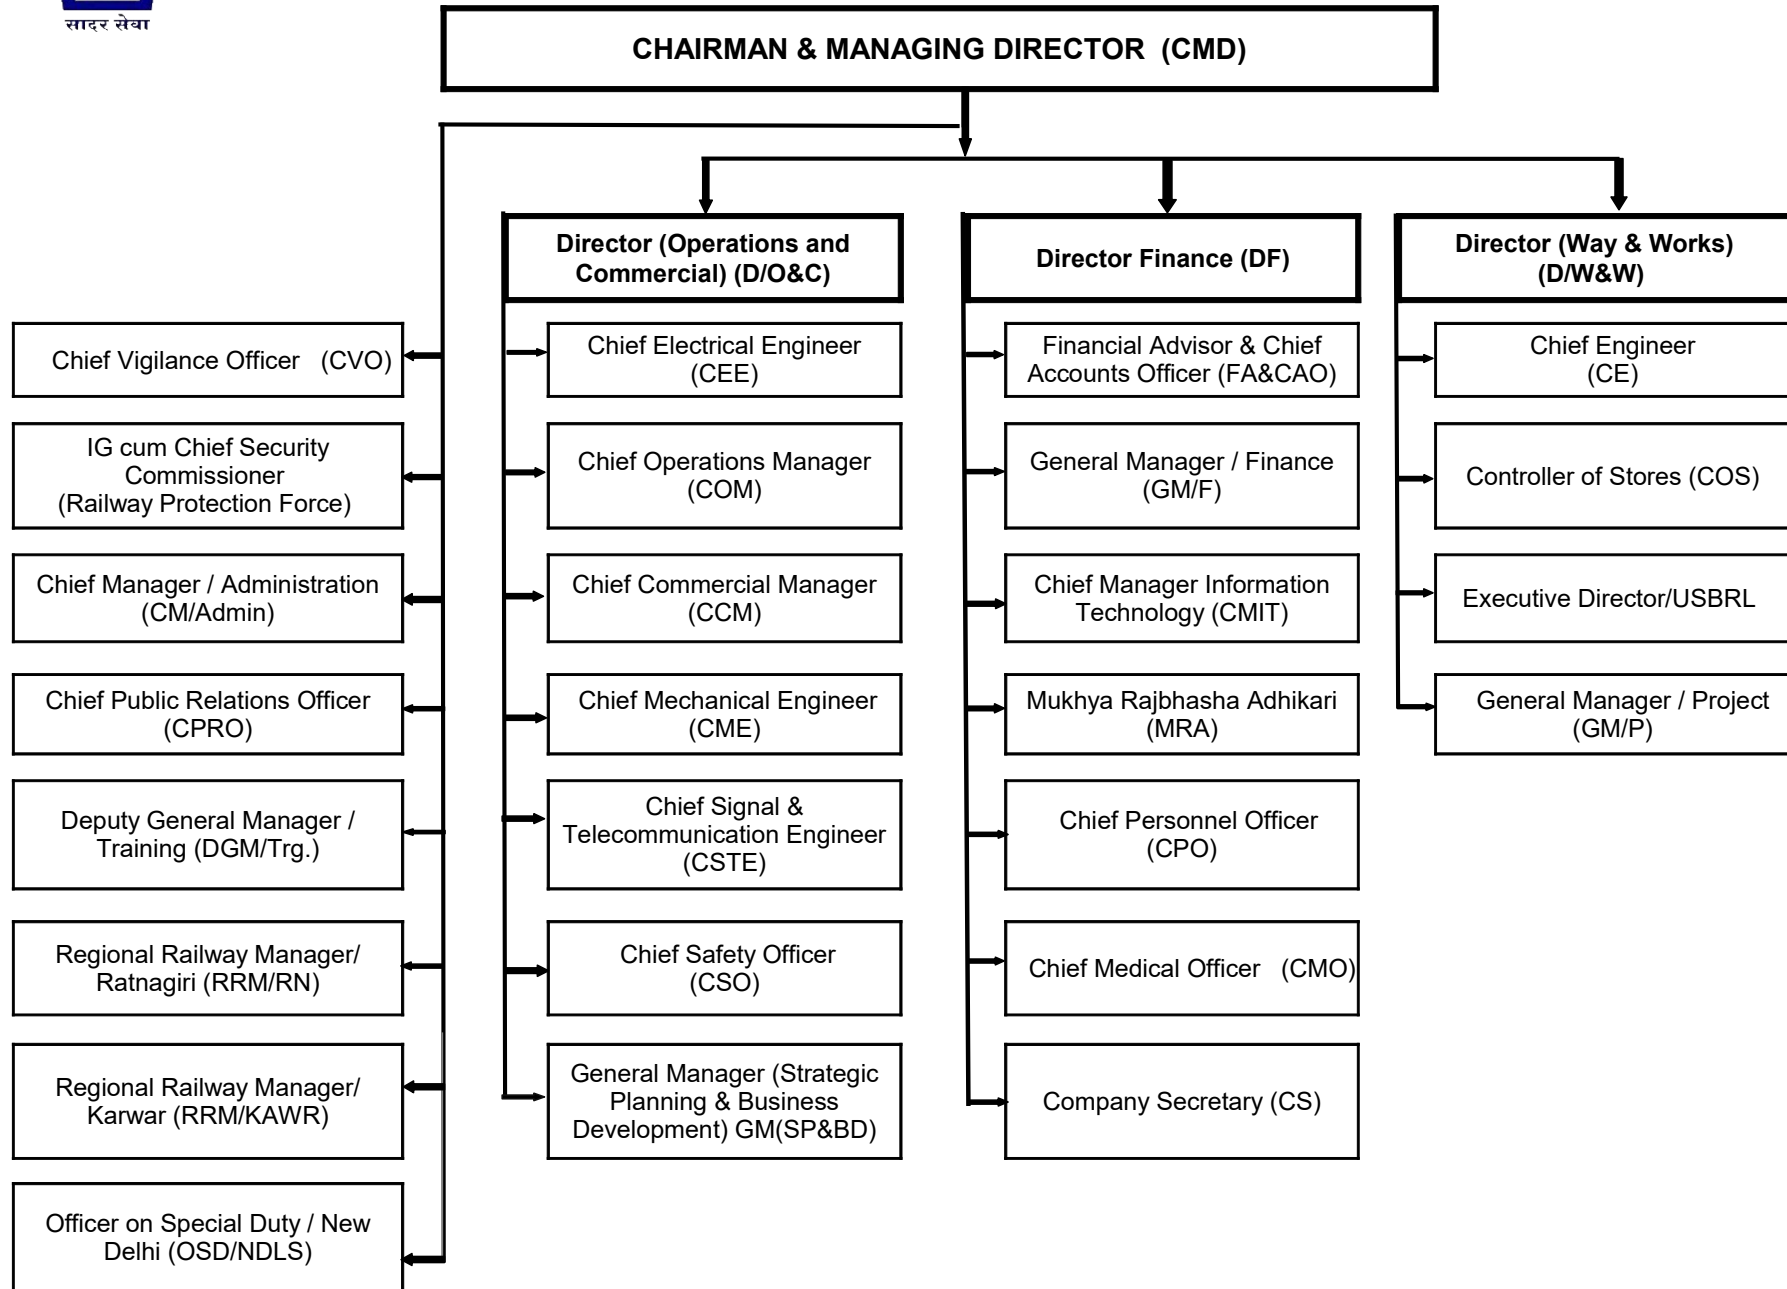 सादर सेवा
CHAIRMAN & MANAGING DIRECTOR (CMD)
Director (Operations and
Commercial) (D/O&C)
Director Finance (DF)
Director (Way & Works)
(D/W&W)
Chief Vigilance Officer (CVO)
IG cum Chief Security
Commissioner
(Railway Protection Force)
Chief Manager / Administration
(CM/Admin)
Chief Public Relations Officer
(CPRO)
Deputy General Manager /
Training (DGM/Trg.)
Regional Railway Manager/
Ratnagiri (RRM/RN)
Regional Railway Manager/
Karwar (RRM/KAWR)
Officer on Special Duty / New
Delhi (OSD/NDLS)
Chief Electrical Engineer
(CEE)
Chief Operations Manager
(COM)
Chief Commercial Manager
(CCM)
Chief Mechanical Engineer
(CME)
Chief Signal &
Telecommunication Engineer
(CSTE)
Chief Safety Officer
(CSO)
General Manager (Strategic
Planning & Business
Development) GM(SP&BD)
Financial Advisor & Chief
Accounts Officer (FA&CAO)
General Manager / Finance
(GM/F)
Chief Manager Information
Technology (CMIT)
Mukhya Rajbhasha Adhikari
(MRA)
Chief Personnel Officer
(CPO)
Chief Medical Officer (CMO)
Company Secretary (CS)
Chief Engineer
(CE)
Controller of Stores (COS)
Executive Director/USBRL
General Manager / Project
(GM/P)